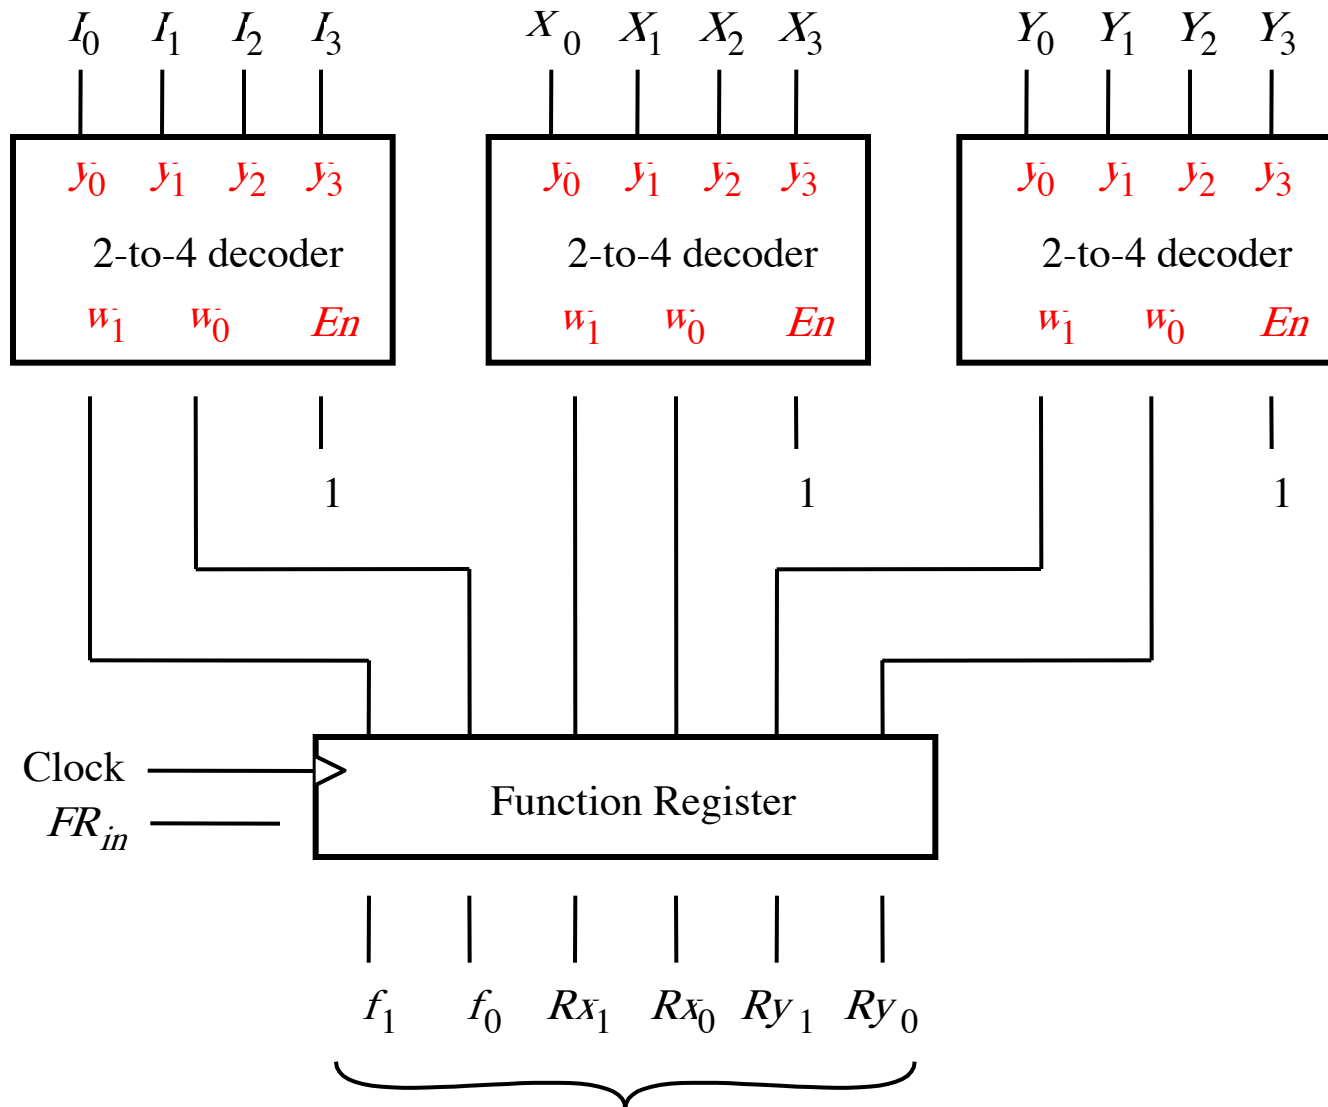 I0 I1 I2 I3 X0 X1 X2 X3 Y0 Y1 Y2 Y3
y0 y1 y2 y3 y0 y1 y2 y3 y0 y1 y2 y3
2-to-4 decoder 2-to-4 decoder 2-to-4 decoder
w1 w0 En w1 w0 En w1 w0 En
1 1 1
Clock
Function Register
FRin
f1 f0 Rx1 Rx0 Ry1 Ry0